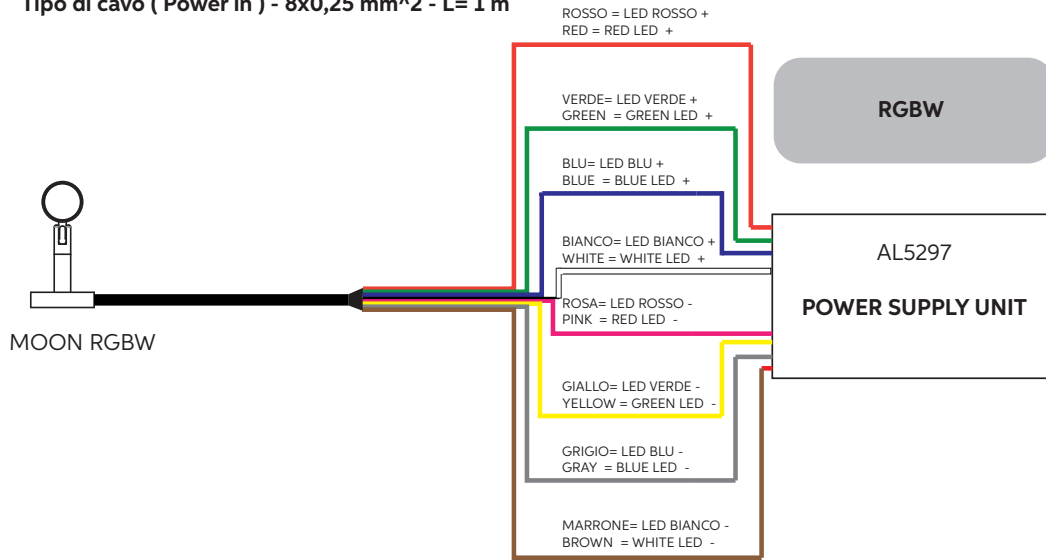 Tipo di cavo ( Power in ) - 8x0,25 mm^2 - L= 1 m
ROSSO = LED ROSSO +
RED = RED LED +
VERDE= LED VERDE +
GREEN = GREEN LED +
RGBW
BLU= LED BLU +
BLUE = BLUE LED +
BIANCO= LED BIANCO +
WHITE = WHITE LED +
AL5297
POWER SUPPLY UNIT
ROSA= LED ROSSO -
PINK = RED LED -
MOON RGBW
GIALLO= LED VERDE -
YELLOW = GREEN LED -
GRIGIO= LED BLU -
GRAY = BLUE LED -
MARRONE= LED BIANCO -
BROWN = WHITE LED -